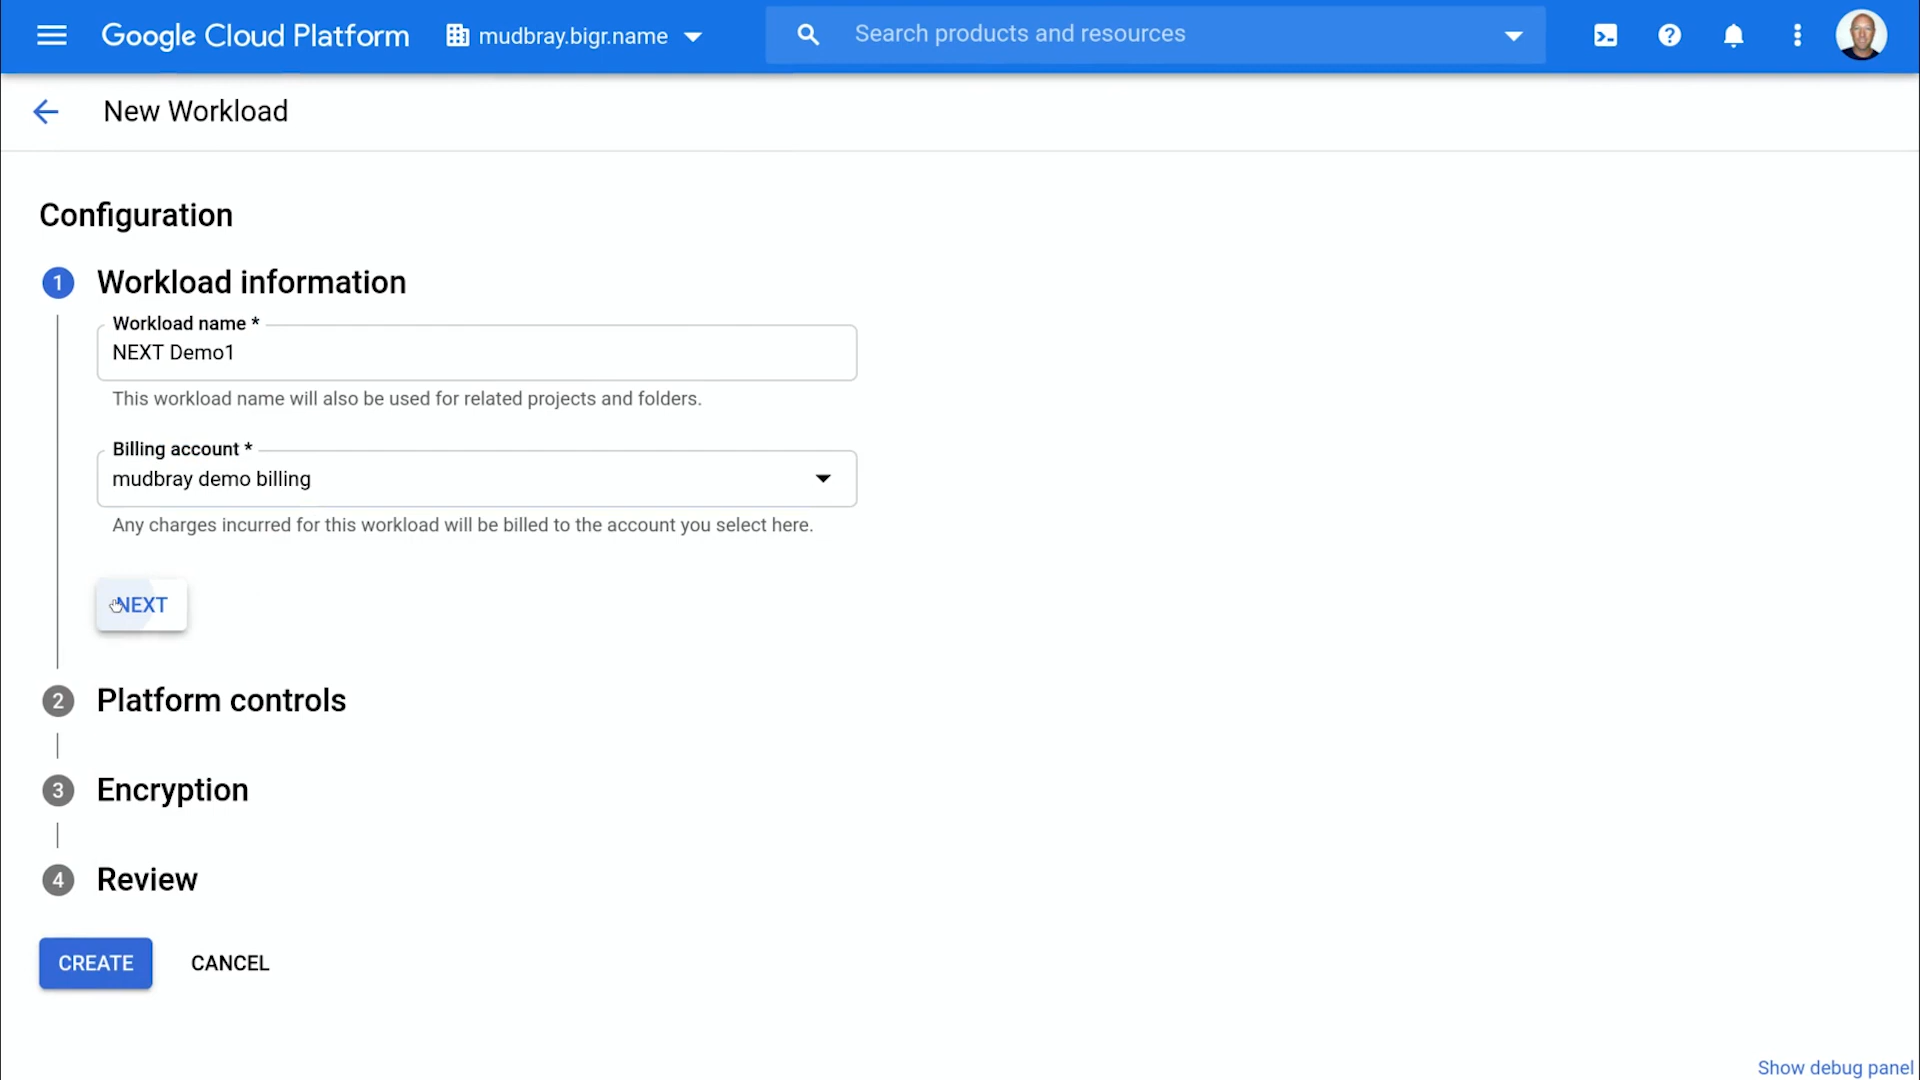 Google Cloud Platform
mudbray.bigr.name
Search products and resources
New Workload
Configuration
1 Workload information
Workload name *
NEXT Demo1
This workload name will also be used for related projects and folders.
Billing account *
mudbray demo billing
Any charges incurred for this workload will be billed to the account you select here.
NEXT
2 Platform controls
3 Encryption
4 Review
CREATE CANCEL
Show debug panel